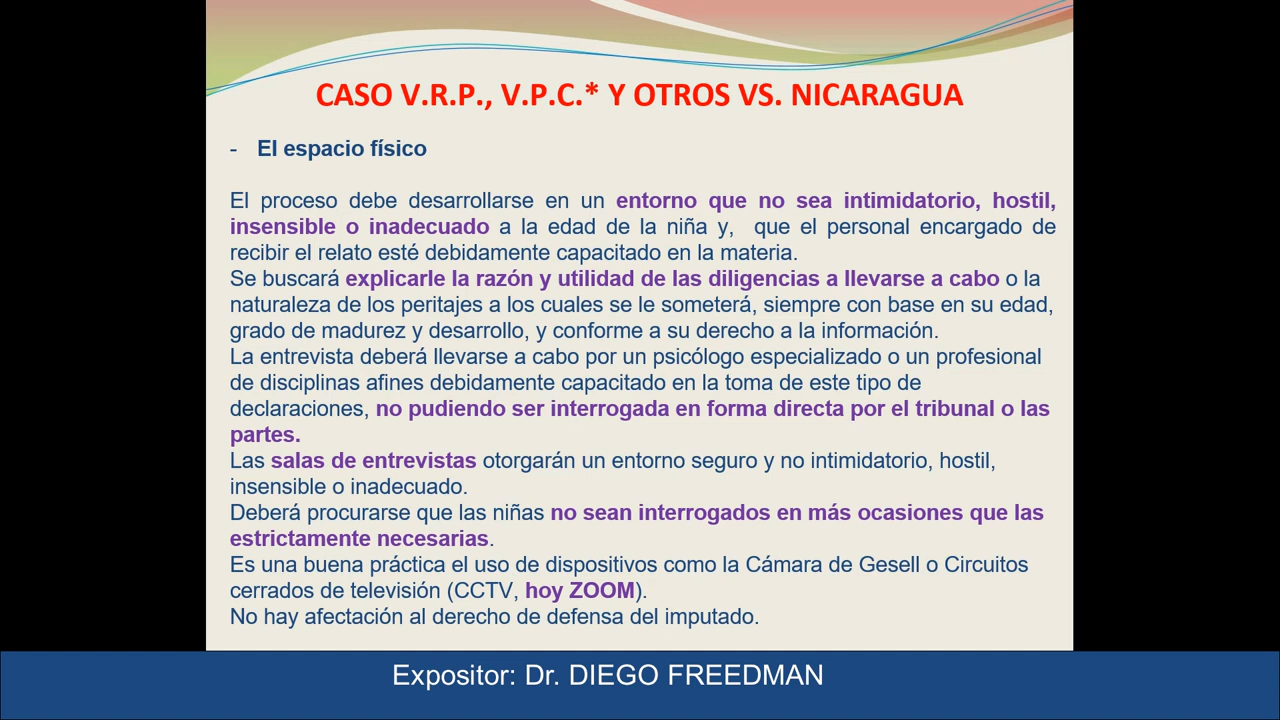 CASO V.R.P., V.P.C.* Y OTROS VS. NICARAGUA
- El espacio físico
El proceso debe desarrollarse en un entorno que no sea intimidatorio, hostil,
insensible o inadecuado a la edad de la niña y, que el personal encargado de
recibir el relato esté debidamente capacitado en la materia.
Se buscará explicarle la razón y utilidad de las diligencias a llevarse a cabo o la
naturaleza de los peritajes a los cuales se le someterá, siempre con base en su edad,
grado de madurez y desarrollo, y conforme a su derecho a la información.
La entrevista deberá llevarse a cabo por un psicólogo especializado o un profesional
de disciplinas afines debidamente capacitado en la toma de este tipo de
declaraciones, no pudiendo ser interrogada en forma directa por el tribunal o las
partes.
Las salas de entrevistas otorgarán un entorno seguro y no intimidatorio, hostil,
insensible o inadecuado.
Deberá procurarse que las niñas no sean interrogados en más ocasiones que las
estrictamente necesarias.
Es una buena práctica el uso de dispositivos como la Cámara de Gesell o Circuitos
cerrados de televisión (CCTV, hoy ZOOM).
No hay afectación al derecho de defensa del imputado.
Expositor: Dr. DIEGO FREEDMAN